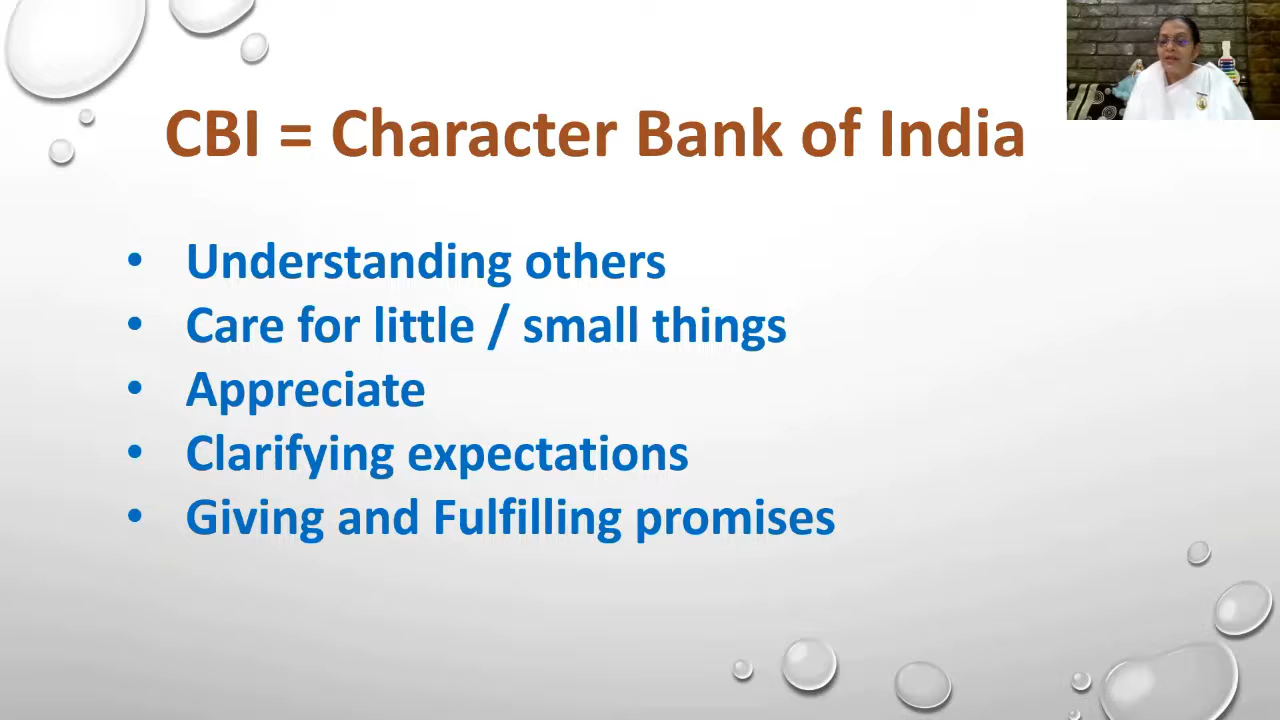 CBI = Character Bank of India
• Understanding others
• Care for little / small things
• Appreciate
• Clarifying expectations
• Giving and Fulfilling promises